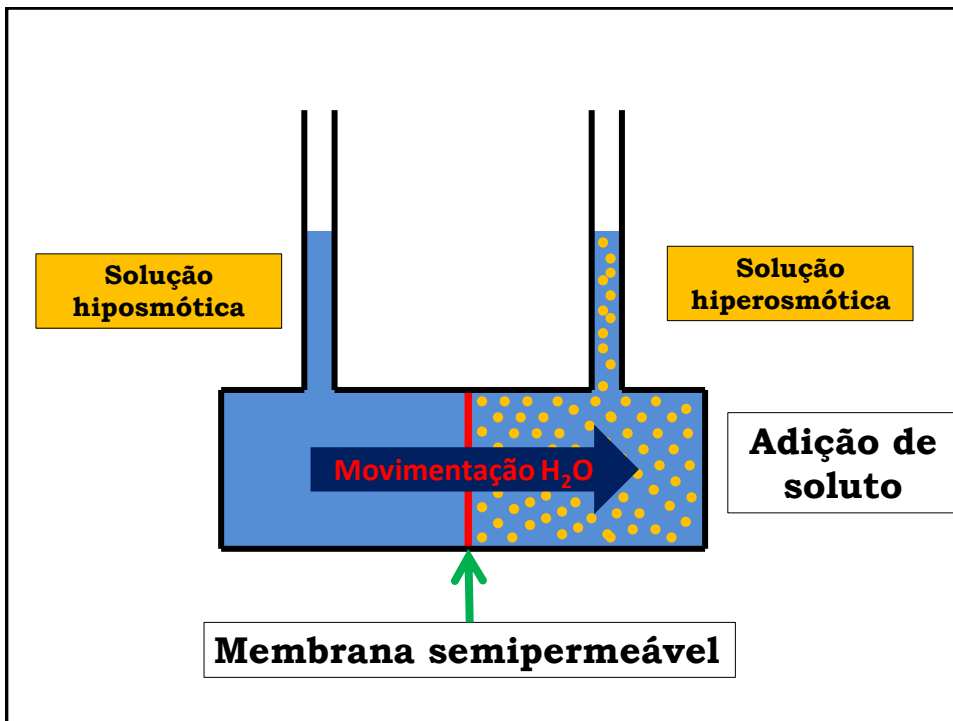 Solução
hiposmótica
Solução
hiperosmótica
Movimentação H₂O
Adição de
soluto
Membrana semipermeável